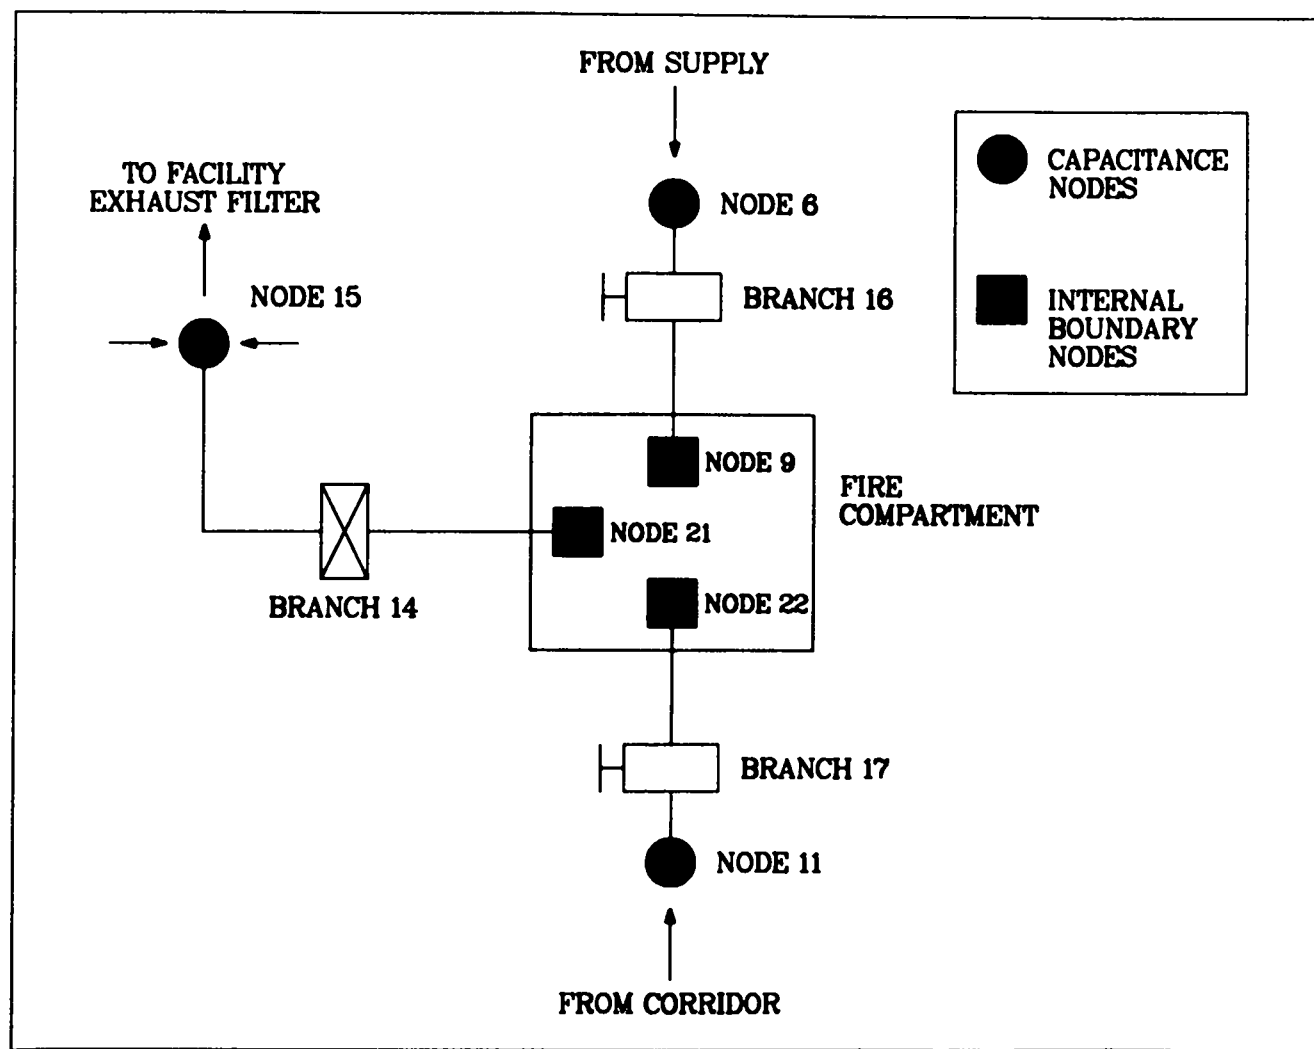 FROM SUPPLY
TO FACILITY
EXHAUST FILTER
CAPACITANCE
NODES
NODE 6
NODE 15
BRANCH 16
INTERNAL
BOUNDARY
NODES
NODE 9
FIRE
COMPARTMENT
NODE 21
BRANCH 14
NODE 22
BRANCH 17
NODE 11
FROM CORRIDOR